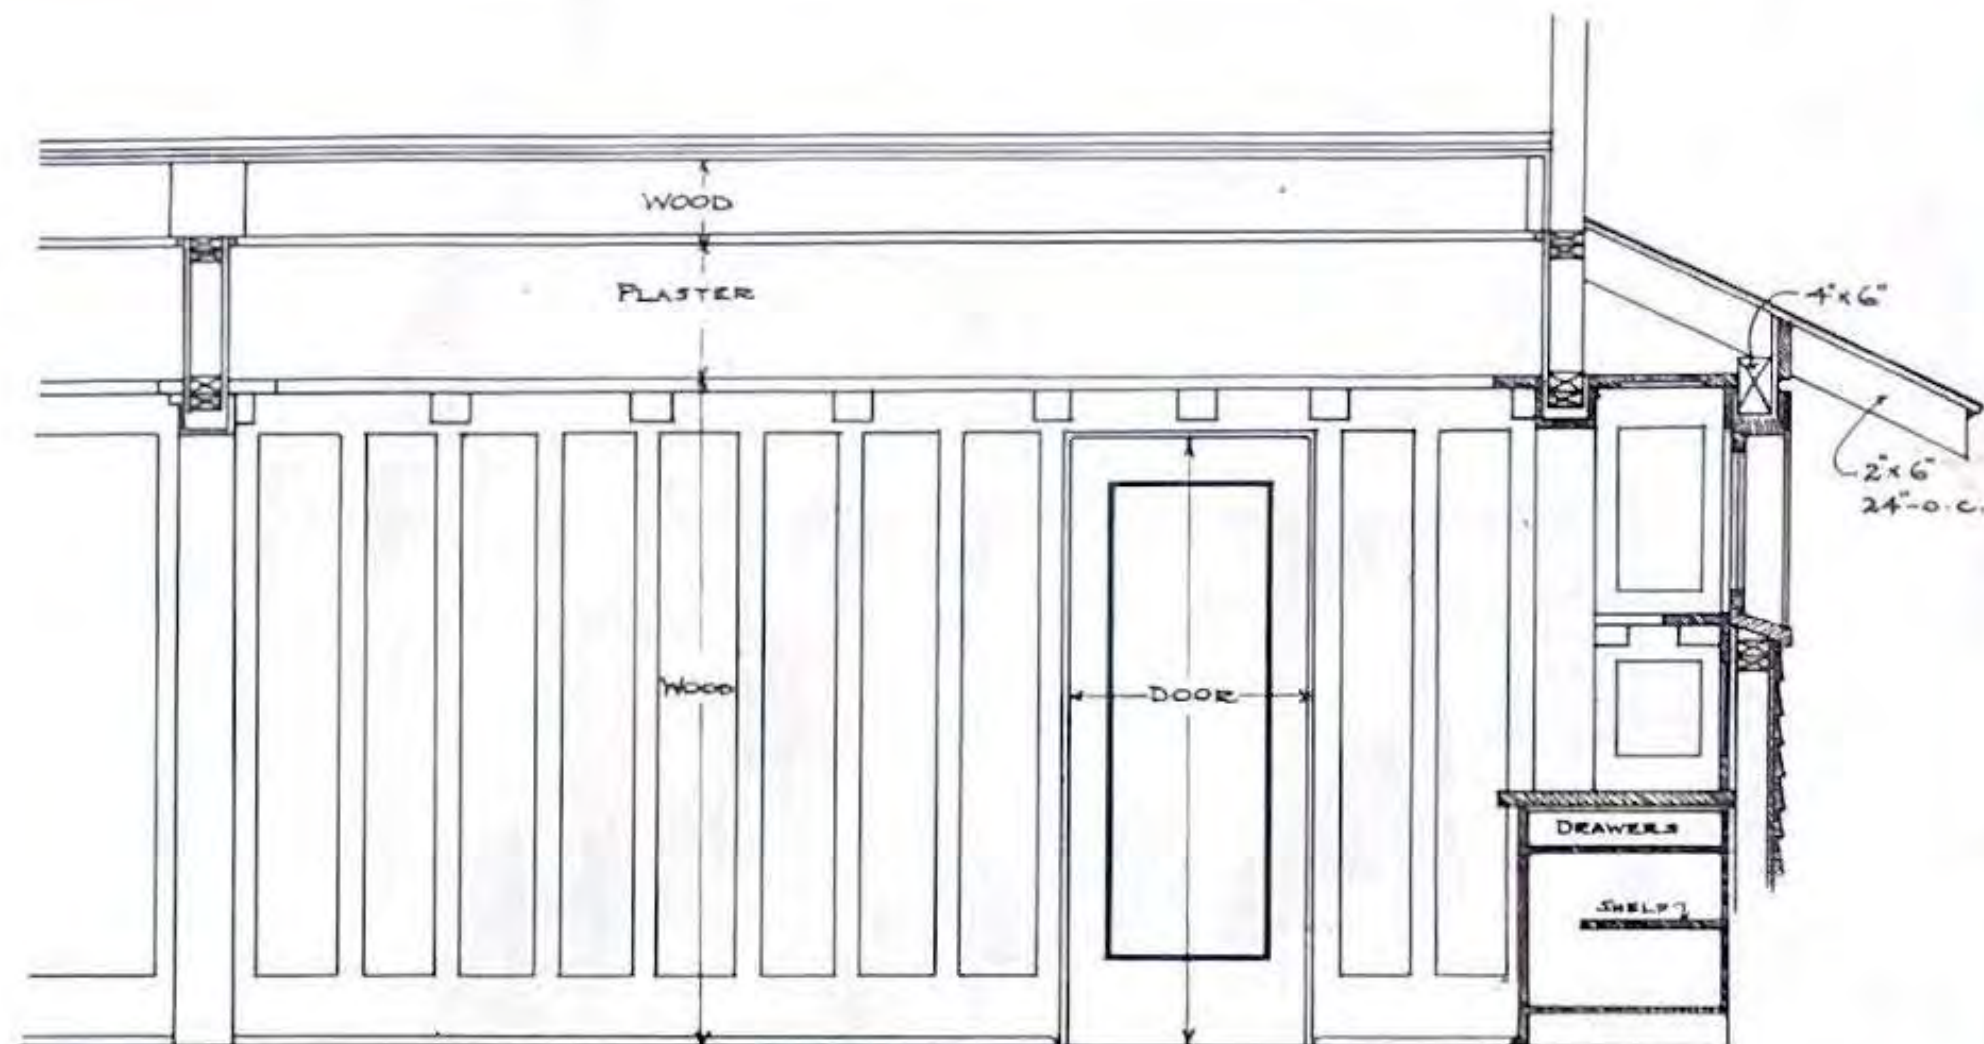 WOOD
PLASTER
4"x6"
2"x6"
24"-O.C.
WOOD
DOOR
DRAWERS
SHELF